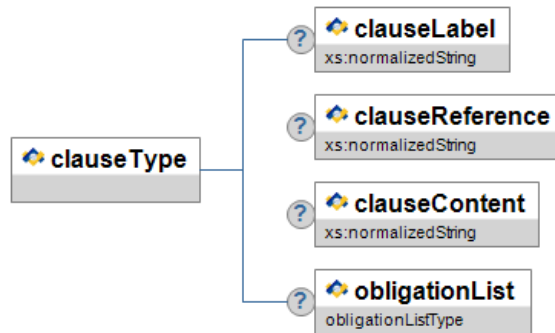 ?
clauseLabel
xs:normalizedString
?
clauseReference
xs:normalizedString
clauseType
?
clauseContent
xs:normalizedString
?
obligationList
obligationListType